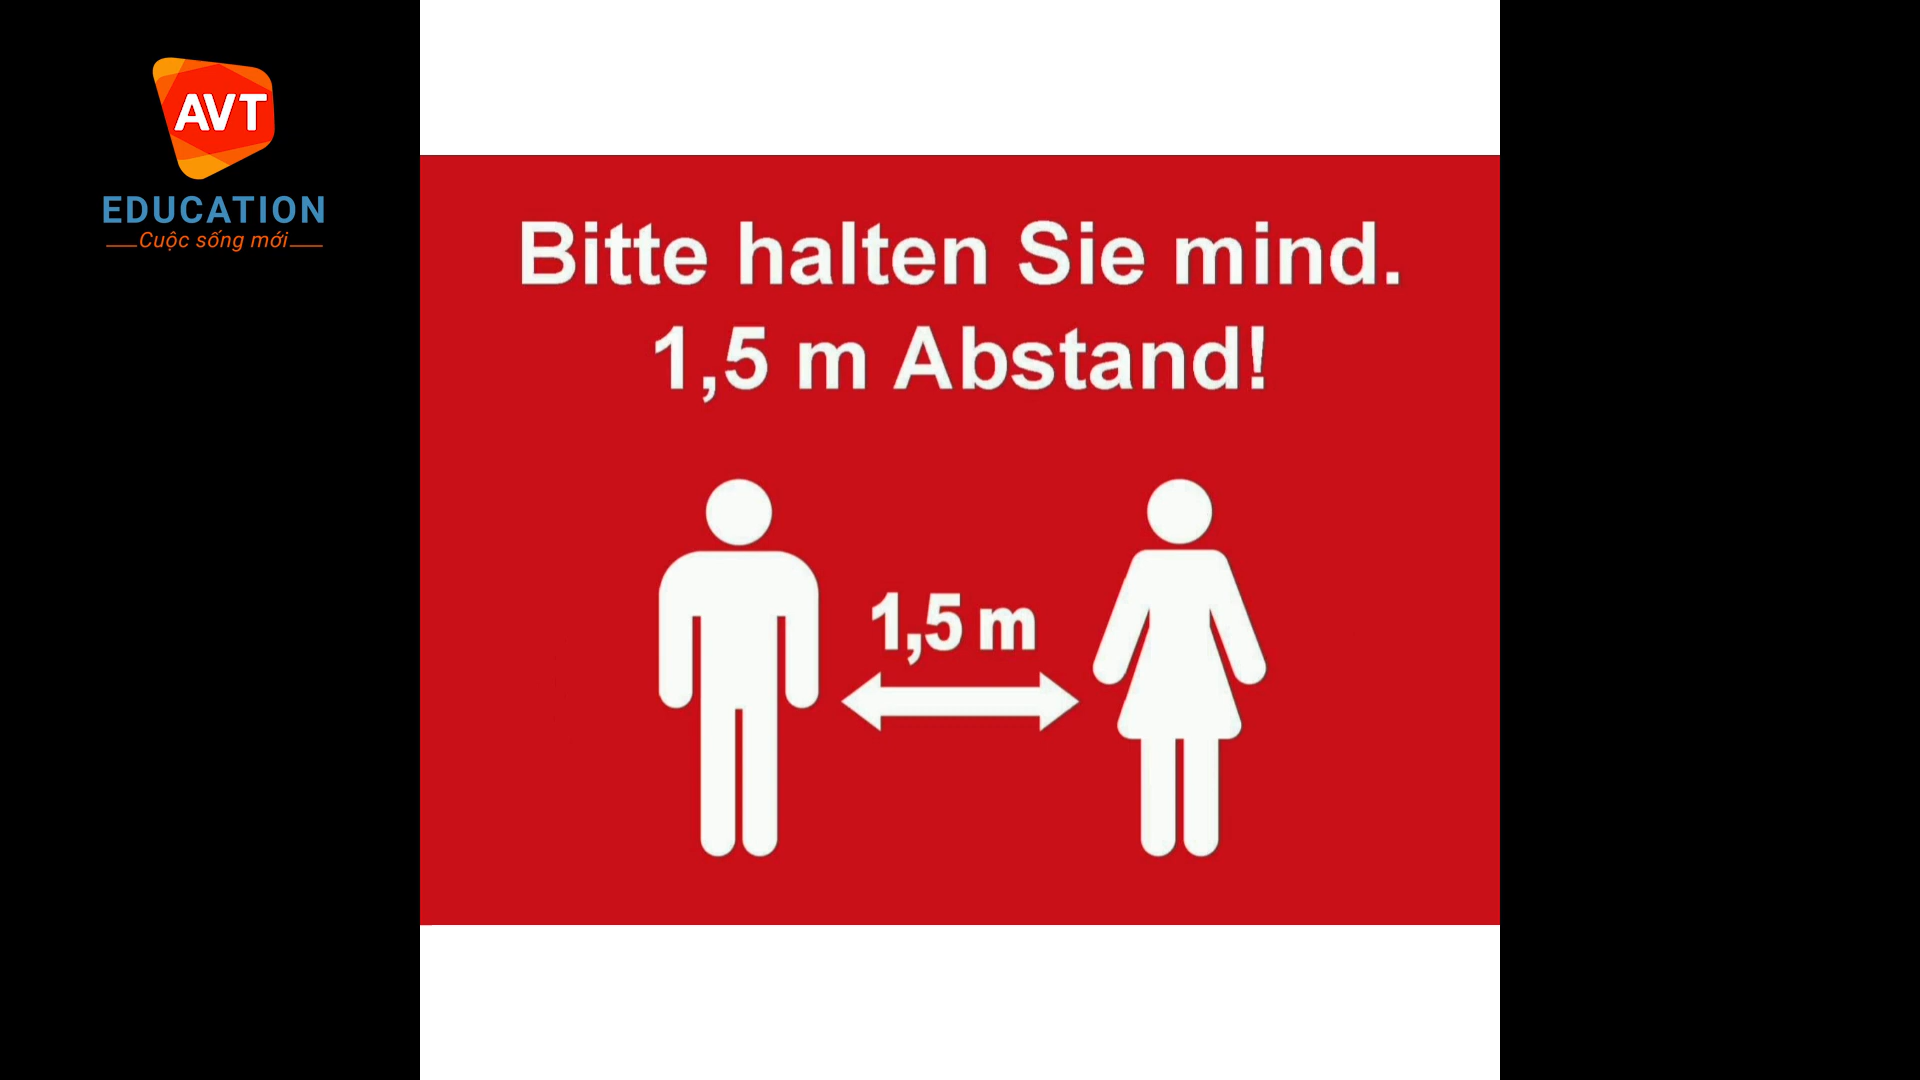 AVT
EDUCATION
Cuộc sống mới
Bitte halten Sie mind.
1,5 m Abstand!
1,5 m